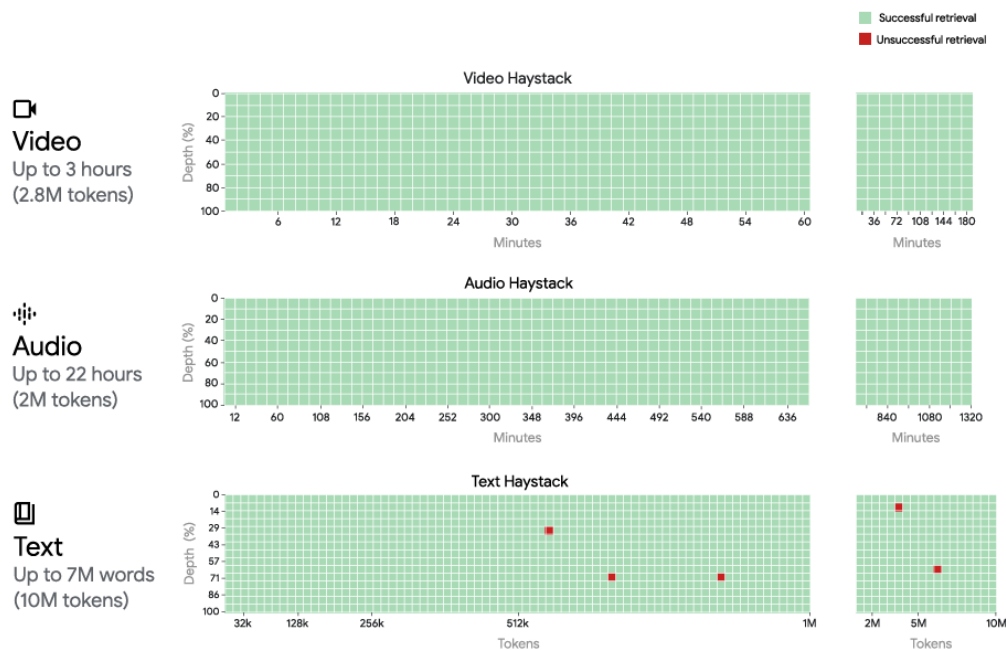 Successful retrieval
Unsuccessful retrieval
Video Haystack
Video
Up to 3 hours
(2.8M tokens)
Depth (%)
0
20
40
60
80
100
6 12 18 24 30 36 42 48 54 60
Minutes
36 72 108 144 180
Minutes
Audio Haystack
Audio
Up to 22 hours
(2M tokens)
Depth (%)
0
20
40
60
80
100
12 60 108 156 204 252 300 348 396 444 492 540 588 636
Minutes
840 1080 1320
Minutes
Text Haystack
Text
Up to 7M words
(10M tokens)
Depth (%)
0
14
29
43
57
71
86
100
32k 128k 256k 512k 1M
Tokens
2M 5M 10M
Tokens